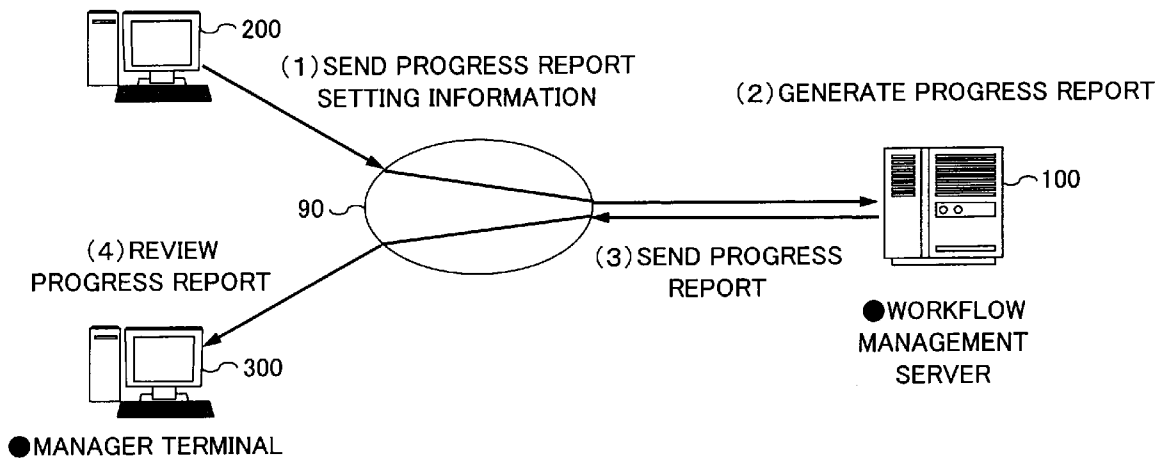 200
(1)SEND PROGRESS REPORT
SETTING INFORMATION
(2)GENERATE PROGRESS REPORT
100
90
(4)REVIEW
PROGRESS REPORT
(3)SEND PROGRESS
REPORT
●WORKFLOW
MANAGEMENT
SERVER
300
●MANAGER TERMINAL